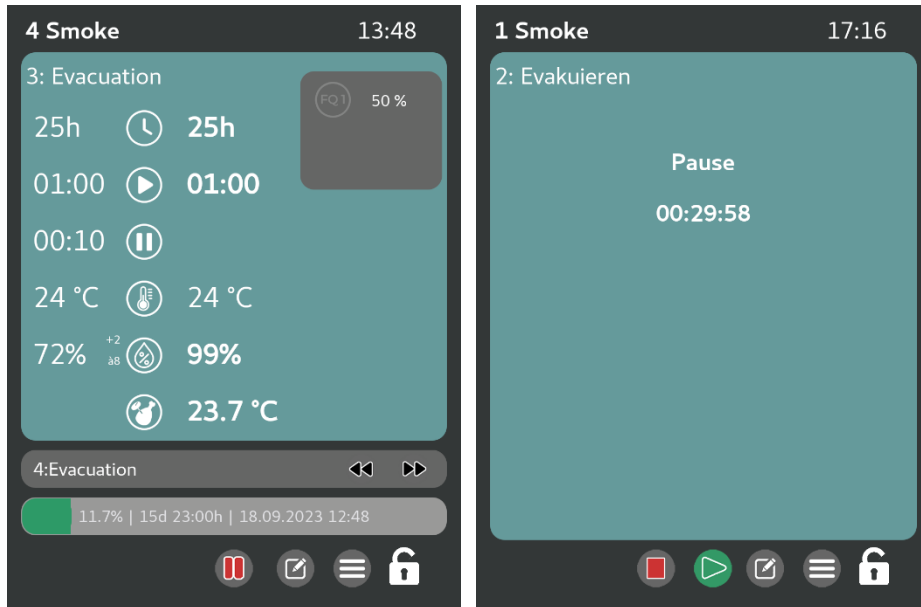 4 Smoke 13:48
3: Evacuation
FQ1 50 %
25h 25h
01:00 01:00
00:10
24 °C 24 °C
72% +2 à8 99%
23.7 °C
4:Evacuation
11.7% | 15d 23:00h | 18.09.2023 12:48
1 Smoke 17:16
2: Evakuieren
Pause
00:29:58